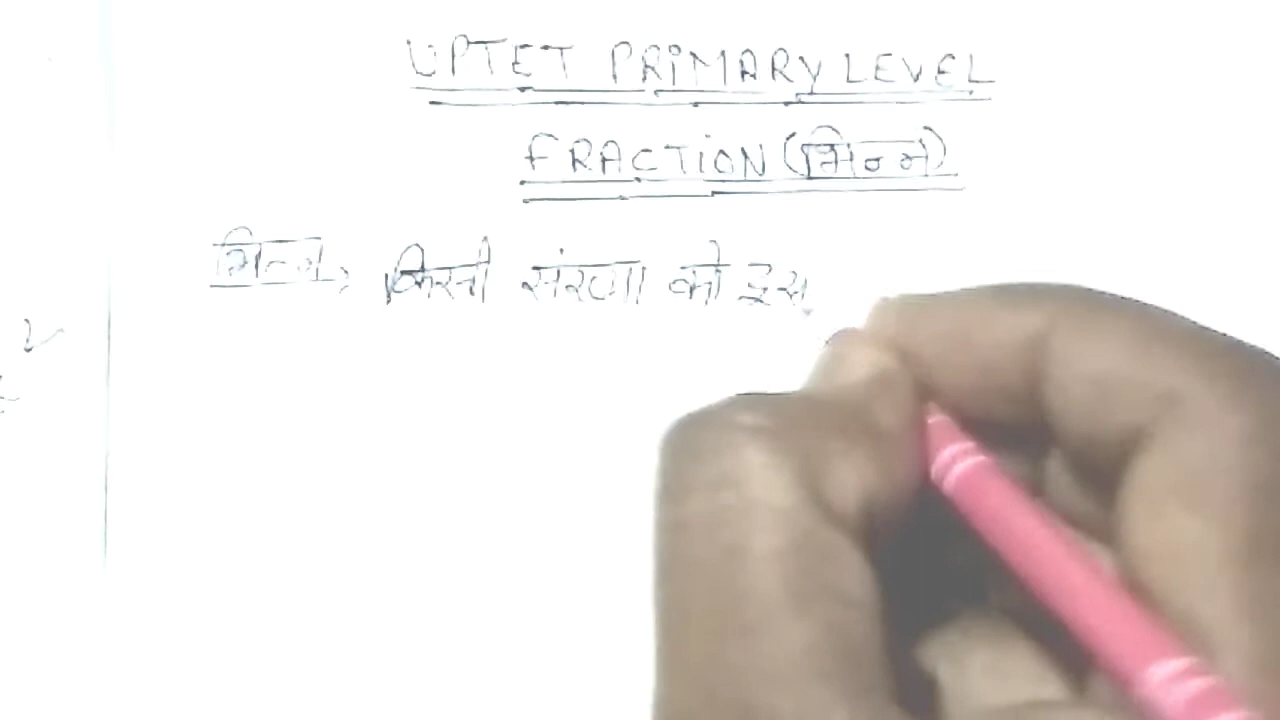 UPTET PRIMARY LEVEL
FRACTION (भिन्न)
भिन्न, किसी संख्या को इस